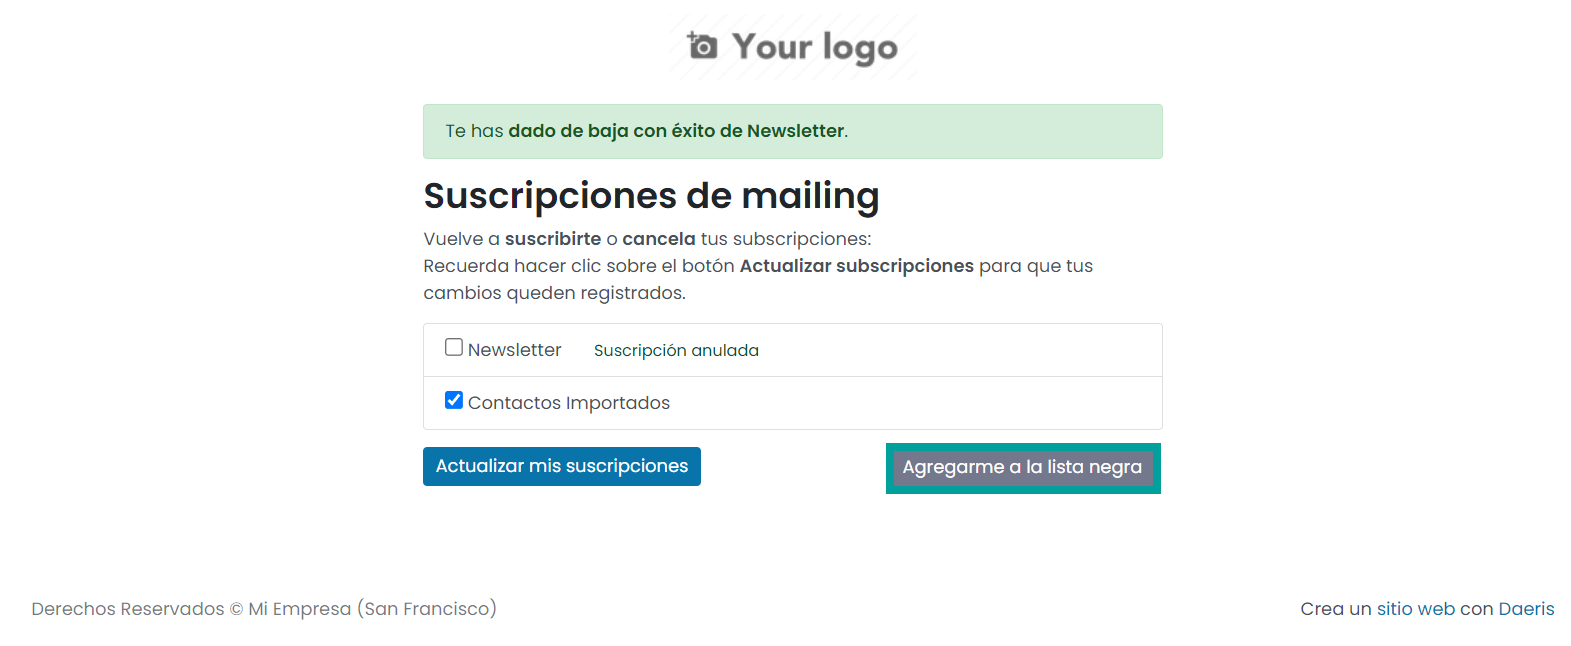 Your logo
Te has dado de baja con éxito de Newsletter.
Suscripciones de mailing
Vuelve a suscribirte o cancela tus subscripciones:
Recuerda hacer clic sobre el botón Actualizar subscripciones para que tus
cambios queden registrados.
Newsletter Suscripción anulada
Contactos Importados
Actualizar mis suscripciones Agregarme a la lista negra
Derechos Reservados © Mi Empresa (San Francisco) Crea un sitio web con Daeris